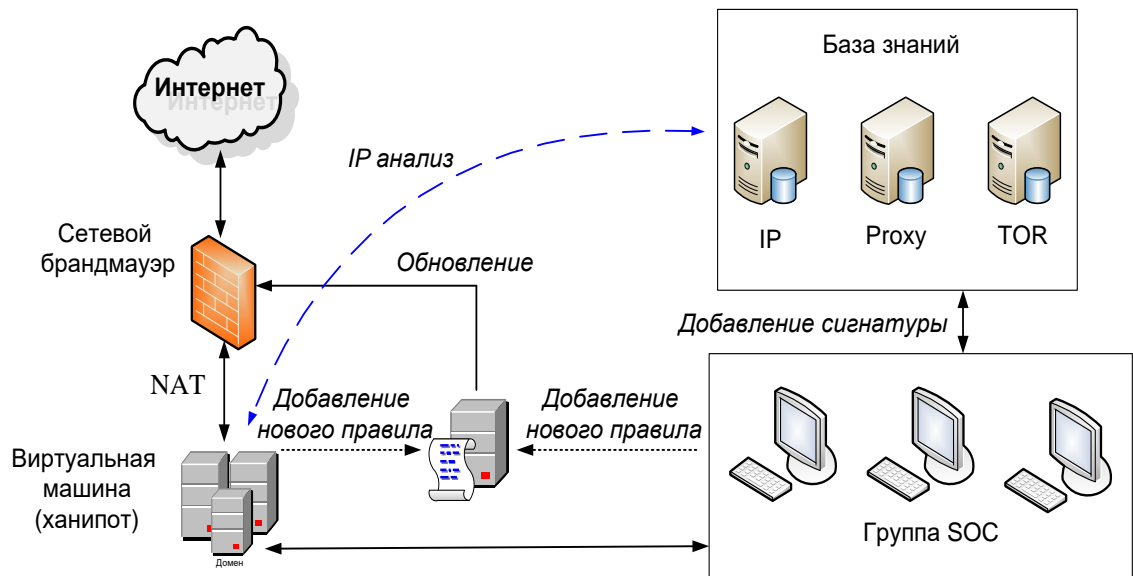 База знаний
Интернет
IP анализ
IP
Proxy
TOR
Сетевой
брандмауэр
Обновление
Добавление сигнатуры
NAT
Добавление
нового правила
Добавление
нового правила
Виртуальная
машина
(ханипот)
Домен
Группа SOC